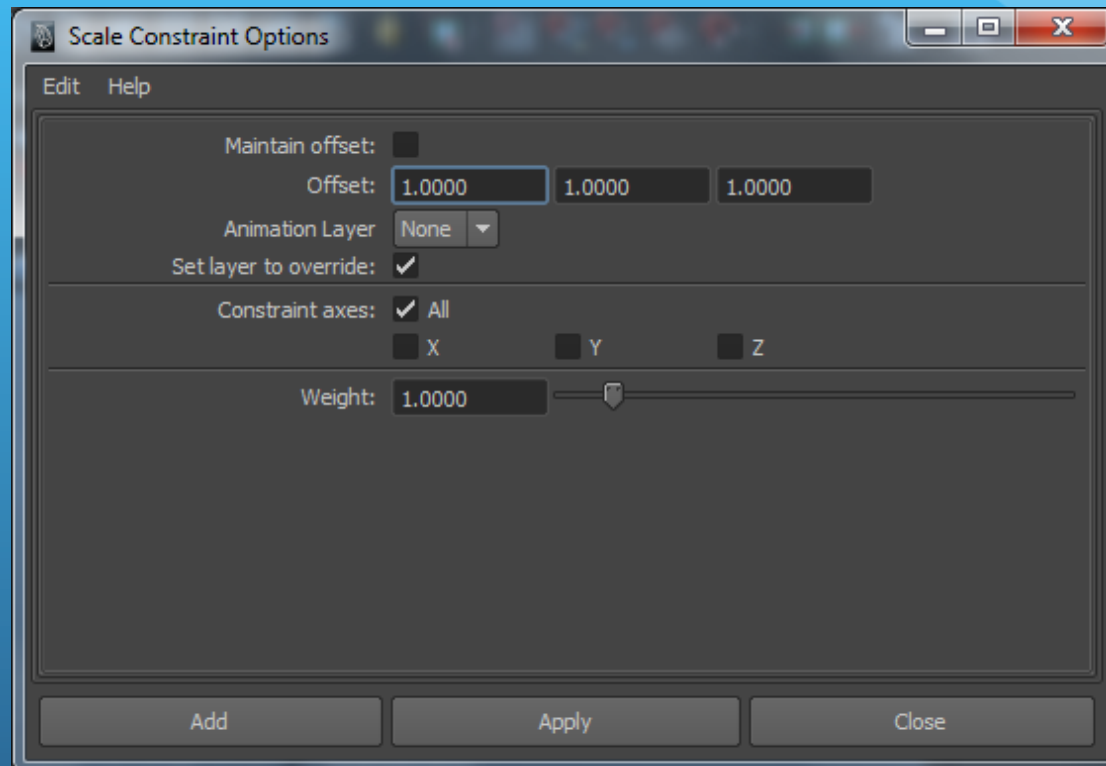 Scale Constraint Options
Edit Help
Maintain offset:
Offset: 1.0000 1.0000 1.0000
Animation Layer None
Set layer to override:
Constraint axes: All
X Y Z
Weight: 1.0000
Add Apply Close